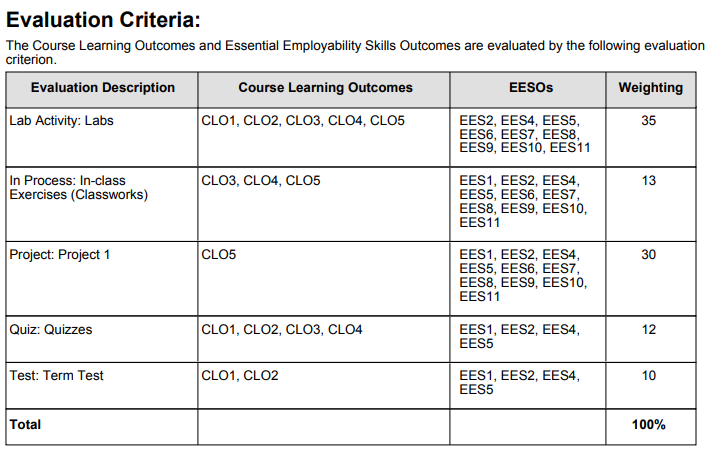 Evaluation Criteria:
The Course Learning Outcomes and Essential Employability Skills Outcomes are evaluated by the following evaluation
criterion.
Evaluation Description Course Learning Outcomes EESOs Weighting
Lab Activity: Labs CLO1, CLO2, CLO3, CLO4, CLO5 EES2, EES4, EES5, 35
EES6, EES7, EES8,
EES9, EES10, EES11
In Process: In-class CLO3, CLO4, CLO5 EES1, EES2, EES4, 13
Exercises (Classworks) EES5, EES6, EES7,
EES8, EES9, EES10,
EES11
Project: Project 1 CLO5 EES1, EES2, EES4, 30
EES5, EES6, EES7,
EES8, EES9, EES10,
EES11
Quiz: Quizzes CLO1, CLO2, CLO3, CLO4 EES1, EES2, EES4, 12
EES5
Test: Term Test CLO1, CLO2 EES1, EES2, EES4, 10
EES5
Total 100%